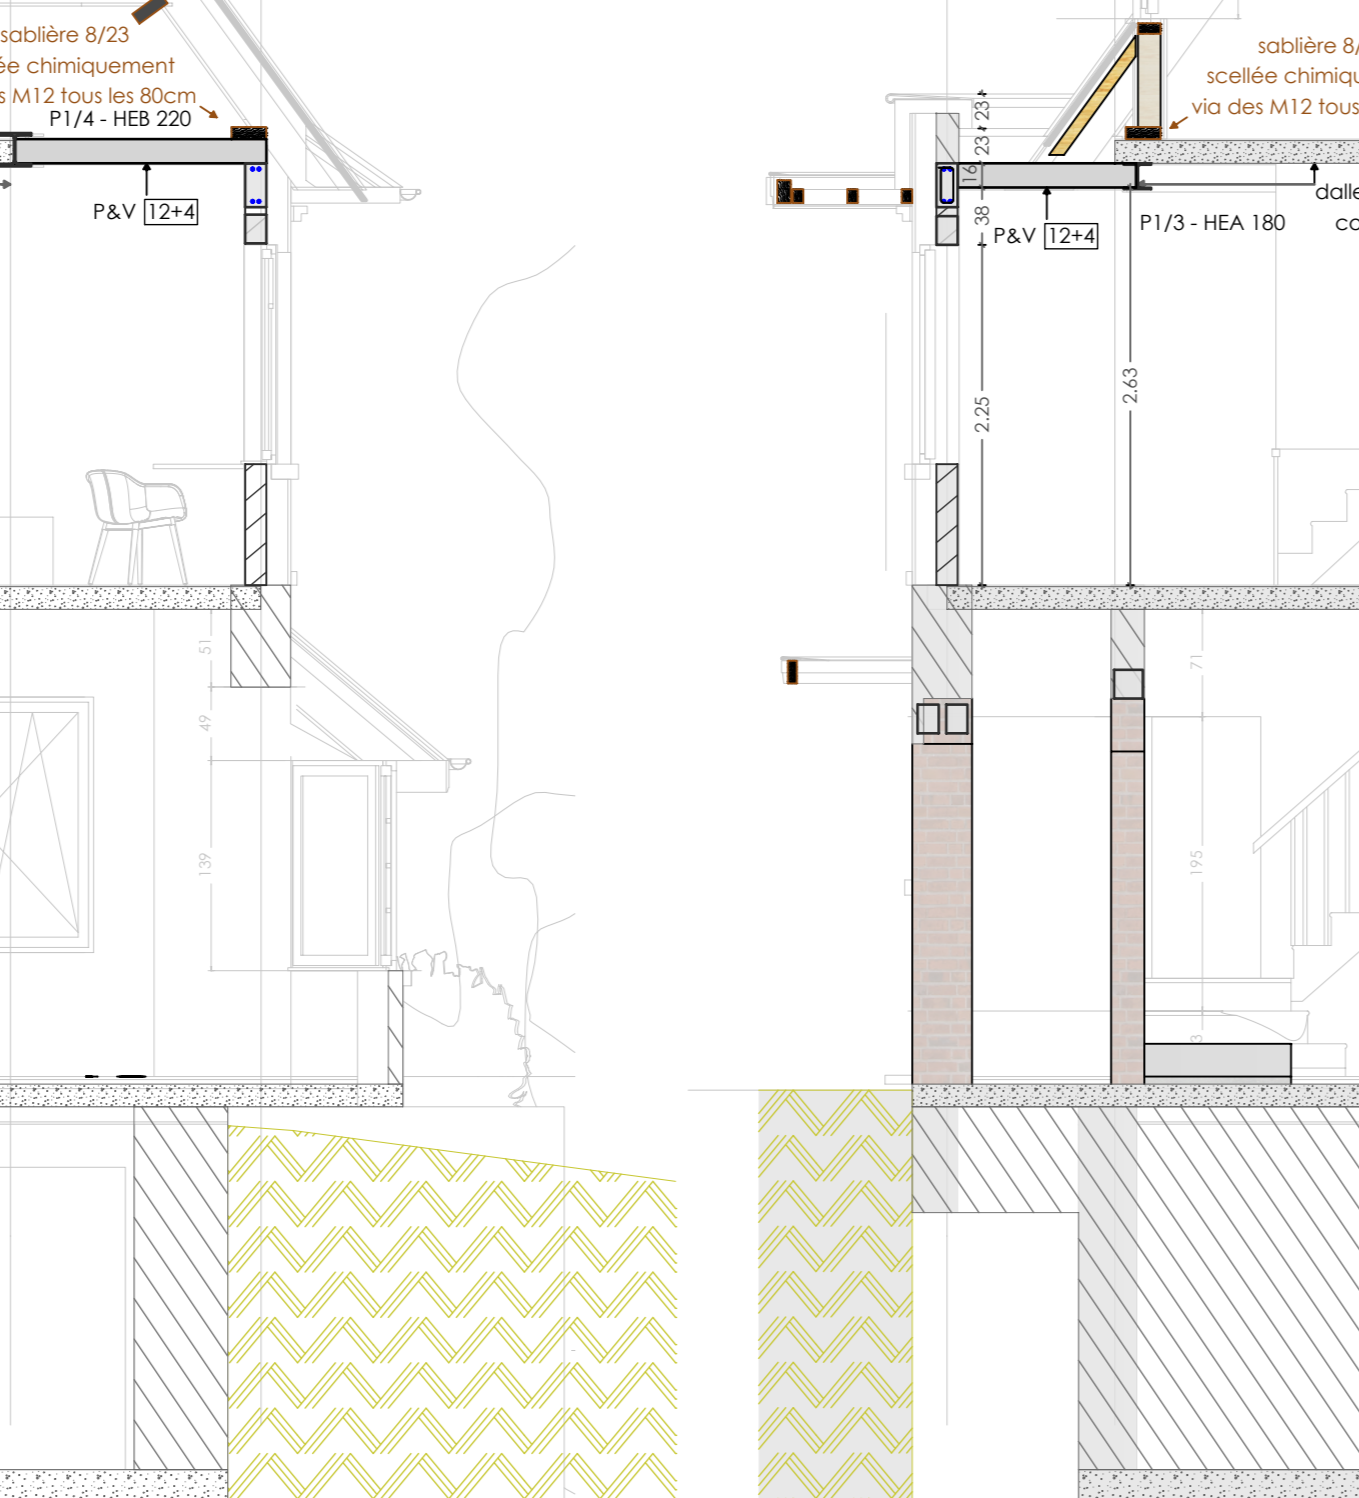 sablière 8/23
ée chimiquement
s M12 tous les 80cm
P1/4 - HEB 220
P&V 12+4
51
49
139
sablière 8/
scellée chimiqu
via des M12 tous
23
23
16
38
P&V 12+4
P1/3 - HEA 180
dalle
co
2.25
2.63
71
195
3